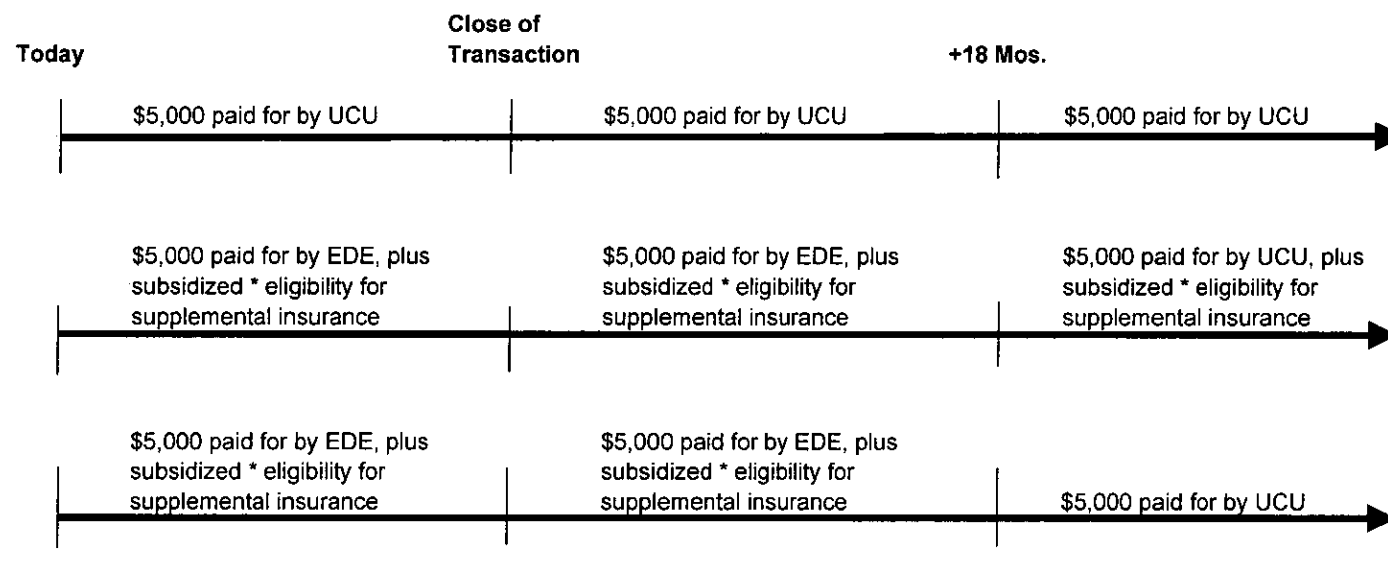 Today
Close of
Transaction
+18 Mos.
$5,000 paid for by UCU
$5,000 paid for by UCU
$5,000 paid for by UCU
$5,000 paid for by EDE, plus
subsidized * eligibility for
supplemental insurance
$5,000 paid for by EDE, plus
subsidized * eligibility for
supplemental insurance
$5,000 paid for by UCU, plus
subsidized * eligibility for
supplemental insurance
$5,000 paid for by EDE, plus
subsidized * eligibility for
supplemental insurance
$5,000 paid for by EDE, plus
subsidized * eligibility for
supplemental insurance
$5,000 paid for by UCU